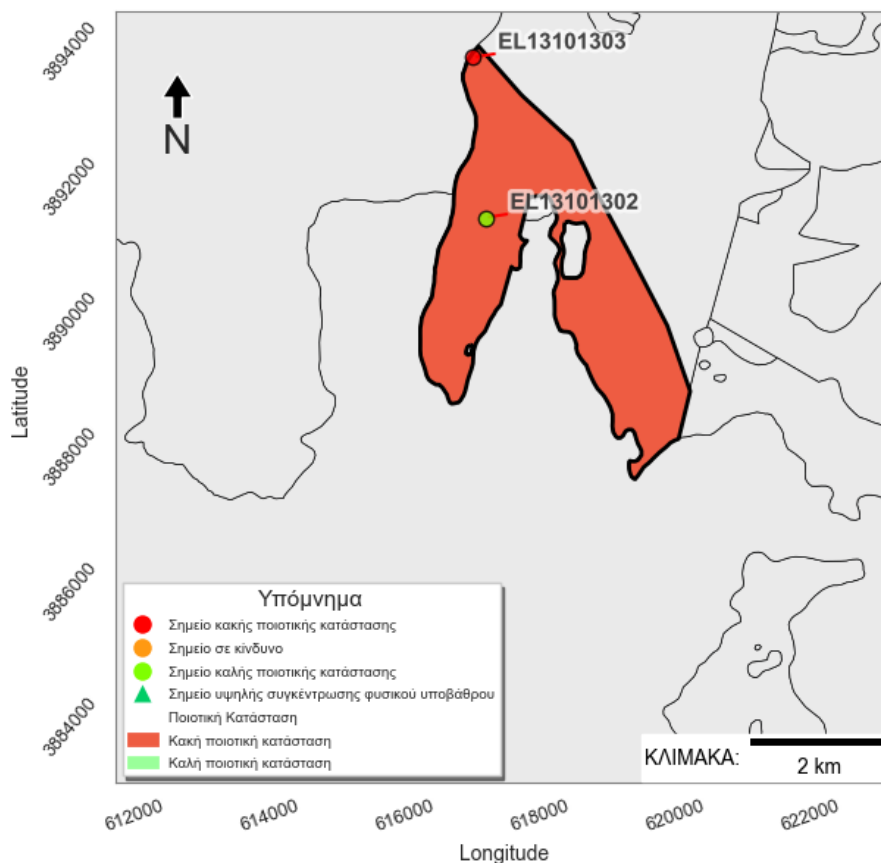 3894000
EL13101303
N
3892000
EL13101302
3890000
Latitude
3888000
3886000
Υπόμνημα
Σημείο κακής ποιοτικής κατάστασης
Σημείο σε κίνδυνο
Σημείο καλής ποιοτικής κατάστασης
Σημείο υψηλής συγκέντρωσης φυσικού υποβάθρου
Ποιοτική Κατάσταση
Κακή ποιοτική κατάσταση
Καλή ποιοτική κατάσταση
3884000
ΚΛΙΜΑΚΑ:
2 km
612000 614000 616000 618000 620000 622000
Longitude